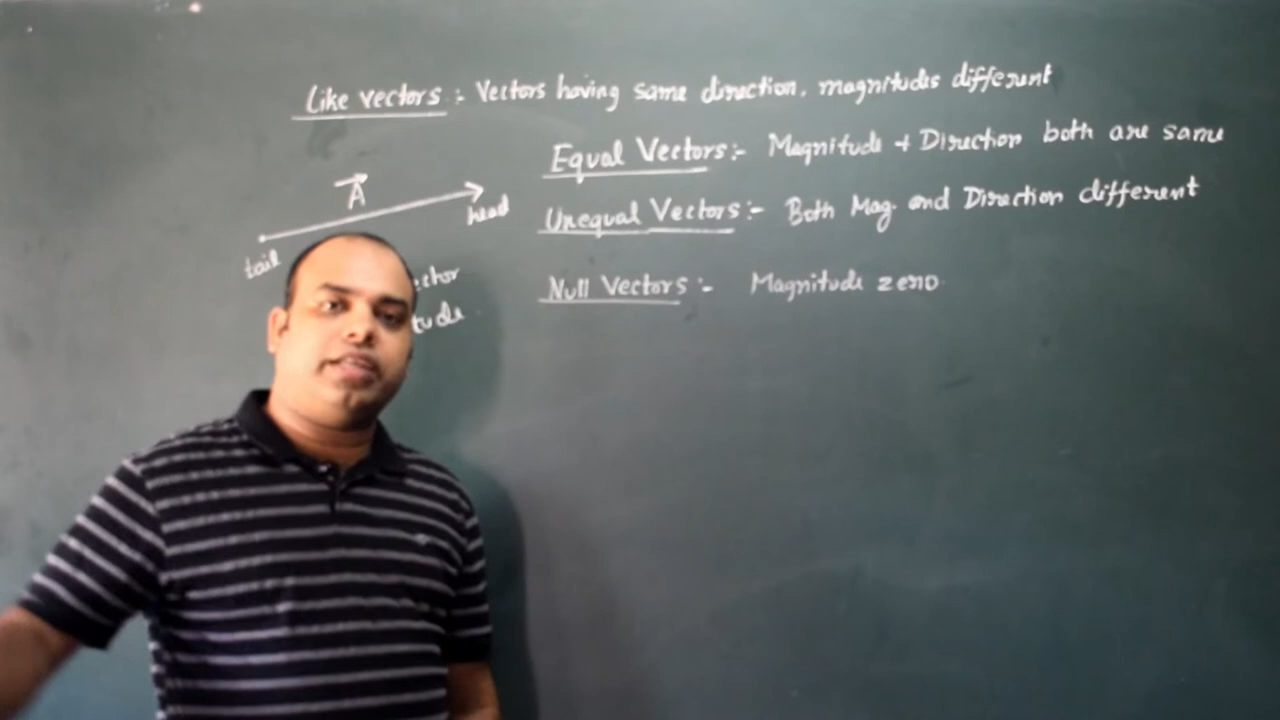 Like vectors :- Vectors having same direction, magnitudes different
Equal Vectors:- Magnitude + Direction both are same
A
head
Unequal Vectors:- Both Mag. and Direction different
tail
Null Vectors:- Magnitude zero.